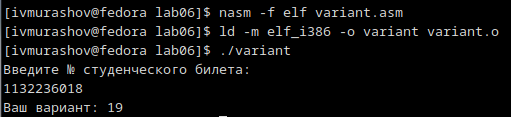 [ivmurashov@fedora lab06]$ nasm -f elf variant.asm
[ivmurashov@fedora lab06]$ ld -m elf_i386 -o variant variant.o
[ivmurashov@fedora lab06]$ ./variant
Введите № студенческого билета:
1132236018
Ваш вариант: 19